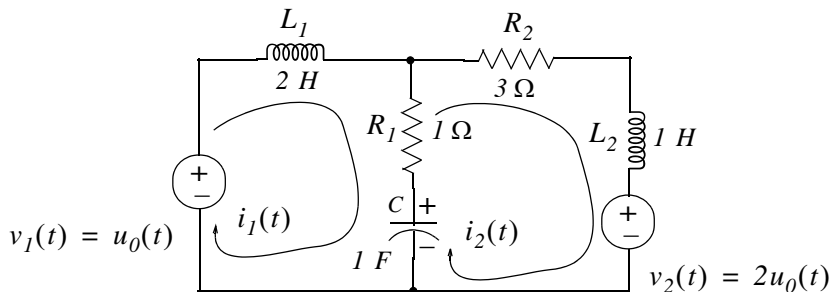 L1
2 H
R2
3 Ω
R1
1 Ω
L2
1 H
+
−
v1(t) = u0(t)
i1(t)
C
+
−
1 F
i2(t)
+
−
v2(t) = 2u0(t)